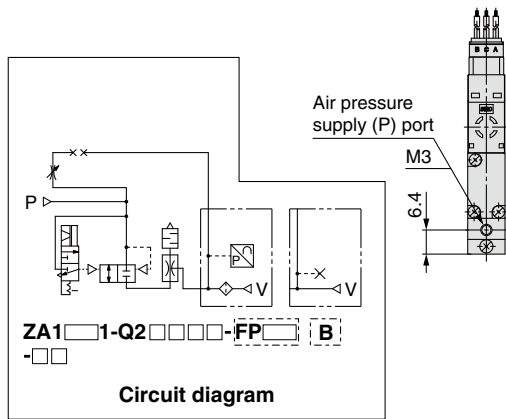 B C A
Air pressure
supply (P) port
M3
6.4
P
P
V
V
ZA1□□1-Q2□□□□-FP□□ B
-□□
Circuit diagram